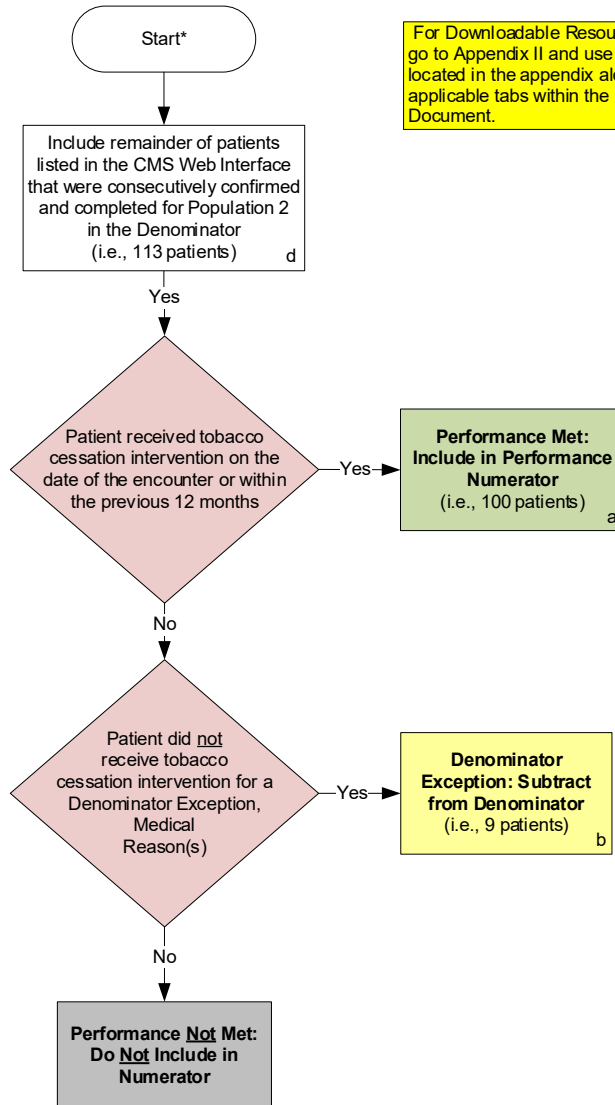 Start*
For Downloadable
go to Appendix II and use
located in the appendix
applicable tabs within the
Document.
Include remainder of patients
listed in the CMS Web Interface
that were consecutively confirmed
and completed for Population 2
in the Denominator
(i.e., 113 patients)
d
Yes
Patient received tobacco
cessation intervention on the
date of the encounter or within
the previous 12 months
Yes
Performance Met:
Include in Performance
Numerator
(i.e., 100 patients)
a
No
Patient did not
receive tobacco
cessation intervention for a
Denominator Exception,
Medical
Reason(s)
Yes
Denominator
Exception: Subtract
from Denominator
(i.e., 9 patients)
b
No
Performance Not Met:
Do Not Include in
Numerator